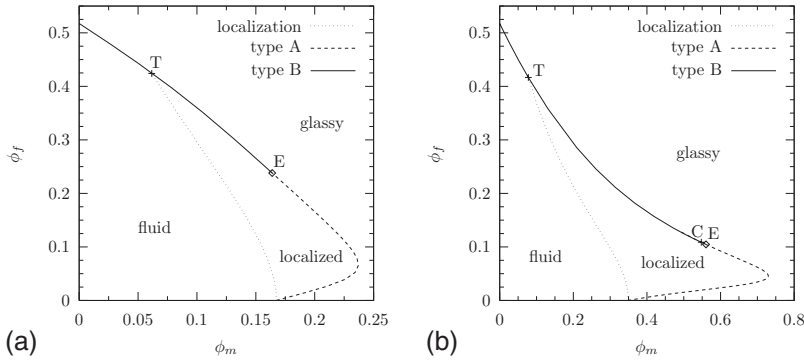 localization
type A
type B
0.5
T
0.4
0.3
glassy
ϕf
E
0.2
fluid
0.1
localized
0
0
0.05
0.1
0.15
0.2
0.25
(a)
ϕm
localization
type A
type B
0.5
T
0.4
0.3
glassy
ϕf
0.2
C E
0.1
fluid
localized
0
0
0.2
0.4
0.6
0.8
(b)
ϕm